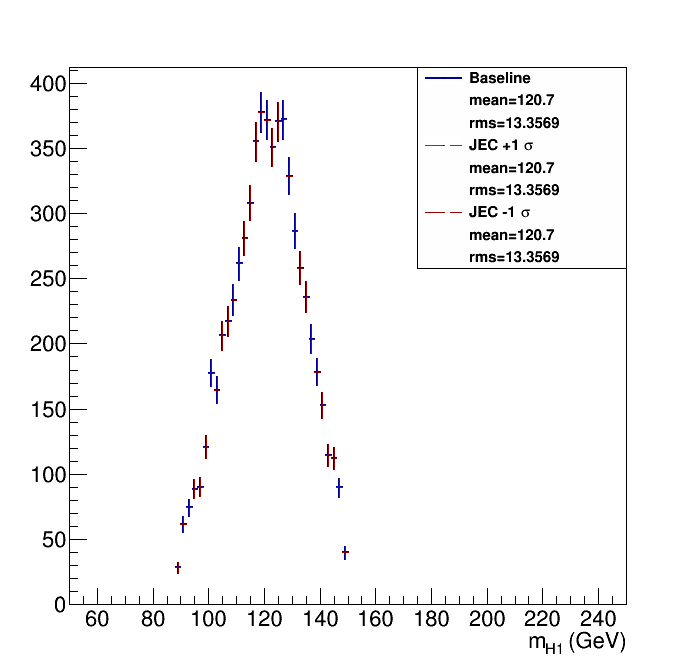 400
350
300
250
200
150
100
50
0
60 80 100 120 140 160 180 200 220 240
m_H1 (GeV)
Baseline
mean=120.7
rms=13.3569
JEC +1 σ
mean=120.7
rms=13.3569
JEC -1 σ
mean=120.7
rms=13.3569